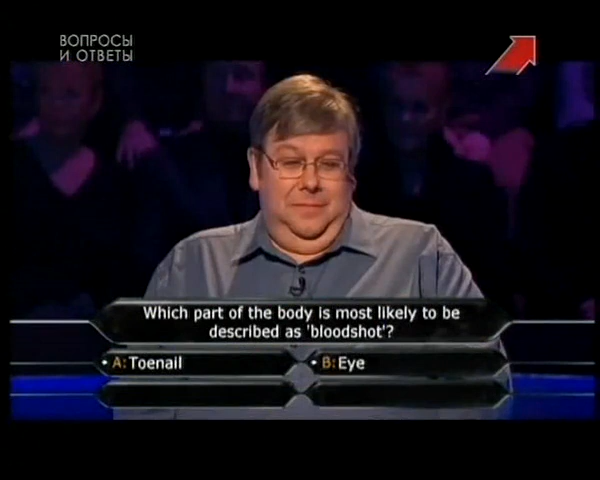 ВОПРОСЫ
И ОТВЕТЫ
Which part of the body is most likely to be
described as 'bloodshot'?
A: Toenail
B: Eye